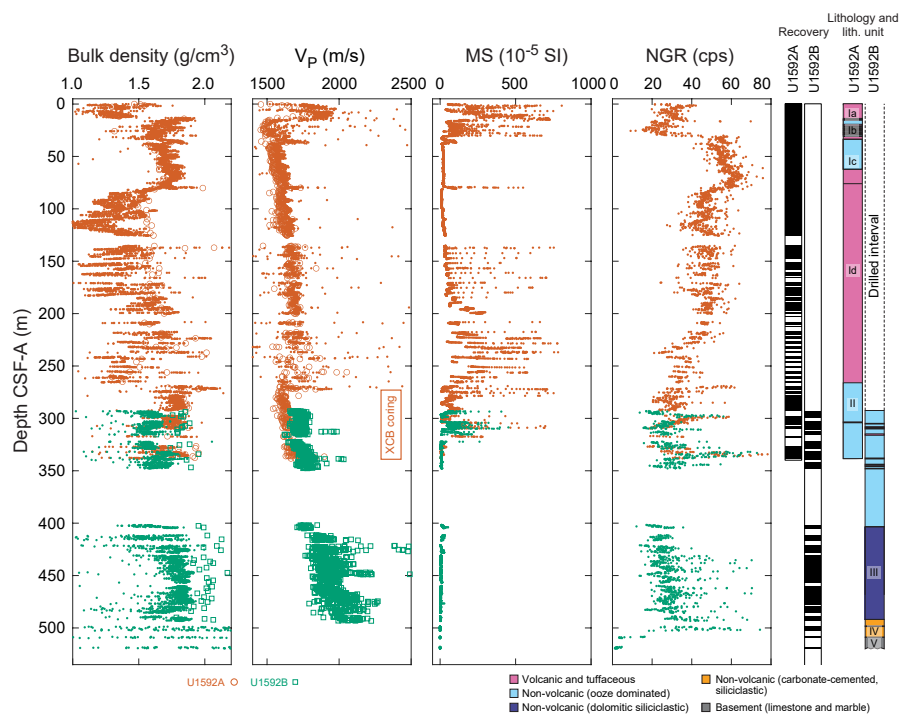 Recovery
Lithology and
lith. unit
Bulk density (g/cm3)
VP (m/s)
MS (10-5 SI)
NGR (cps)
U1592A
U1592B
U1592A
U1592B
1.0 1.5 2.0
1500 2000 2500
0 500 1000
0 20 40 60 80
Depth CSF-A (m)
0
50
100
150
200
250
300
350
400
450
500
XCB coring
Drilled interval
Ia
Ib
Ic
Id
II
III
IV
V
U1592A
U1592B
Volcanic and tuffaceous
Non-volcanic (ooze dominated)
Non-volcanic (dolomitic siliciclastic)
Non-volcanic (carbonate-cemented,
siliciclastic)
Basement (limestone and marble)